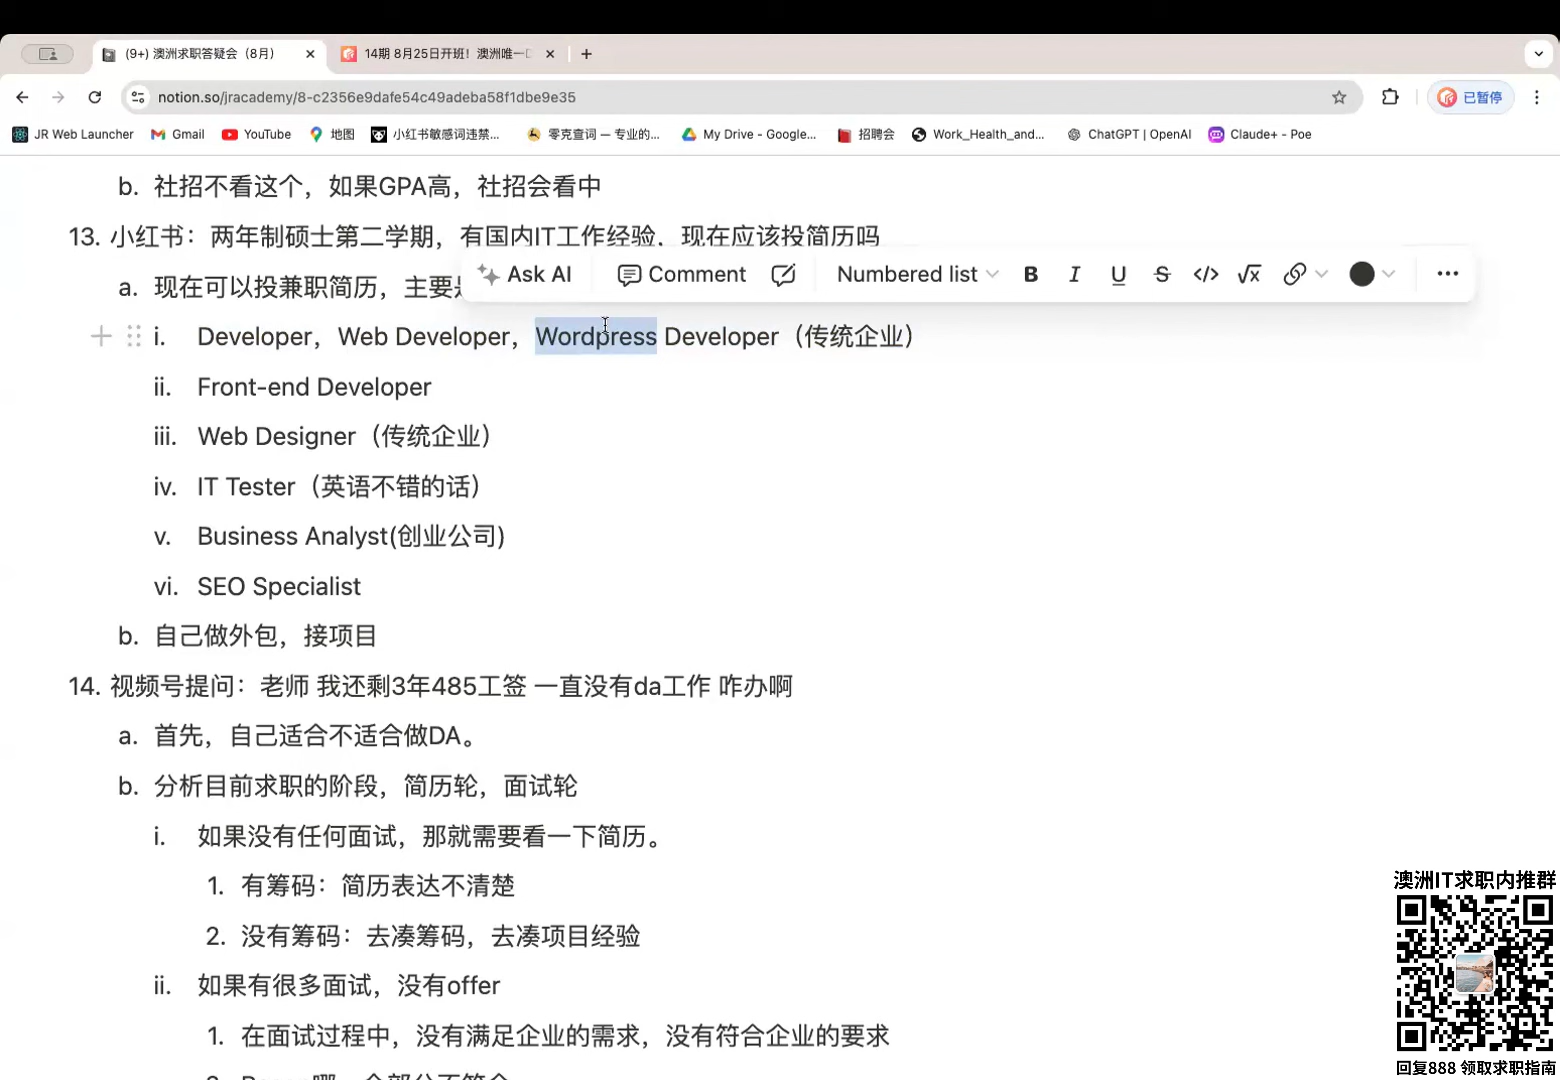 (9+) 澳洲求职答疑会（8月）
14期 8月25日开班！澳洲唯一
notion.so/jracademy/8-c2356e9dafe54c49adeba58f1dbe9e35
已暂停
JR Web Launcher
Gmail
YouTube
地图
小红书敏感词违禁...
零克查词 — 专业的...
My Drive - Google...
招聘会
Work_Health_and...
ChatGPT | OpenAI
Claude+ - Poe
b. 社招不看这个，如果GPA高，社招会看中
13. 小红书：两年制硕士第二学期，有国内IT工作经验，现在应该投简历吗
Ask AI
Comment
Numbered list
B I U S </> √x
a. 现在可以投兼职简历，主要是
i. Developer，Web Developer，Wordpress Developer（传统企业）
ii. Front-end Developer
iii. Web Designer（传统企业）
iv. IT Tester（英语不错的话）
v. Business Analyst(创业公司)
vi. SEO Specialist
b. 自己做外包，接项目
14. 视频号提问：老师 我还剩3年485工签 一直没有da工作 咋办啊
a. 首先，自己适合不适合做DA。
b. 分析目前求职的阶段，简历轮，面试轮
i. 如果没有任何面试，那就需要看一下简历。
1. 有筹码：简历表达不清楚
2. 没有筹码：去凑筹码，去凑项目经验
ii. 如果有很多面试，没有offer
1. 在面试过程中，没有满足企业的需求，没有符合企业的要求
澳洲IT求职内推群
回复888 领取求职指南